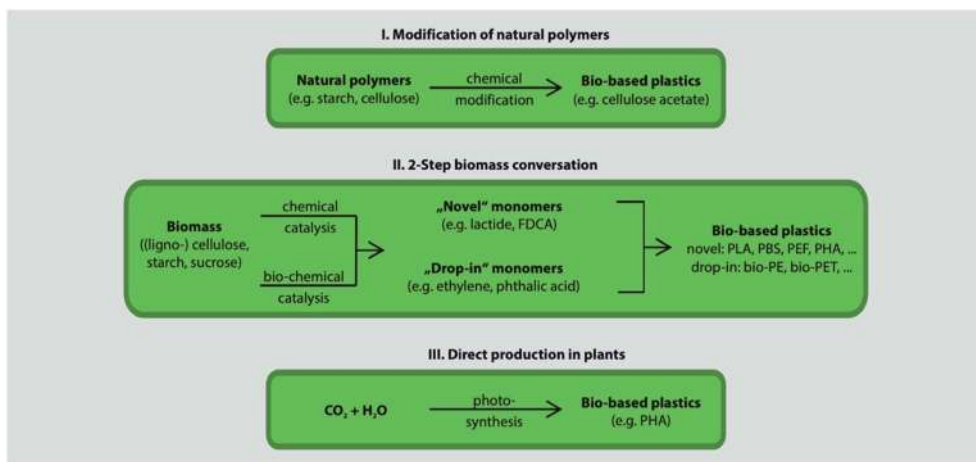 I. Modification of natural polymers
Natural polymers
(e.g. starch, cellulose)
chemical
modification
Bio-based plastics
(e.g. cellulose acetate)
II. 2-Step biomass conversation
Biomass
((ligno-) cellulose,
starch, sucrose)
chemical
catalysis
bio-chemical
catalysis
„Novel“ monomers
(e.g. lactide, FDCA)
„Drop-in“ monomers
(e.g. ethylene, phthalic acid)
Bio-based plastics
novel: PLA, PBS, PEF, PHA, ...
drop-in: bio-PE, bio-PET, ...
III. Direct production in plants
CO₂ + H₂O
photo-
synthesis
Bio-based plastics
(e.g. PHA)